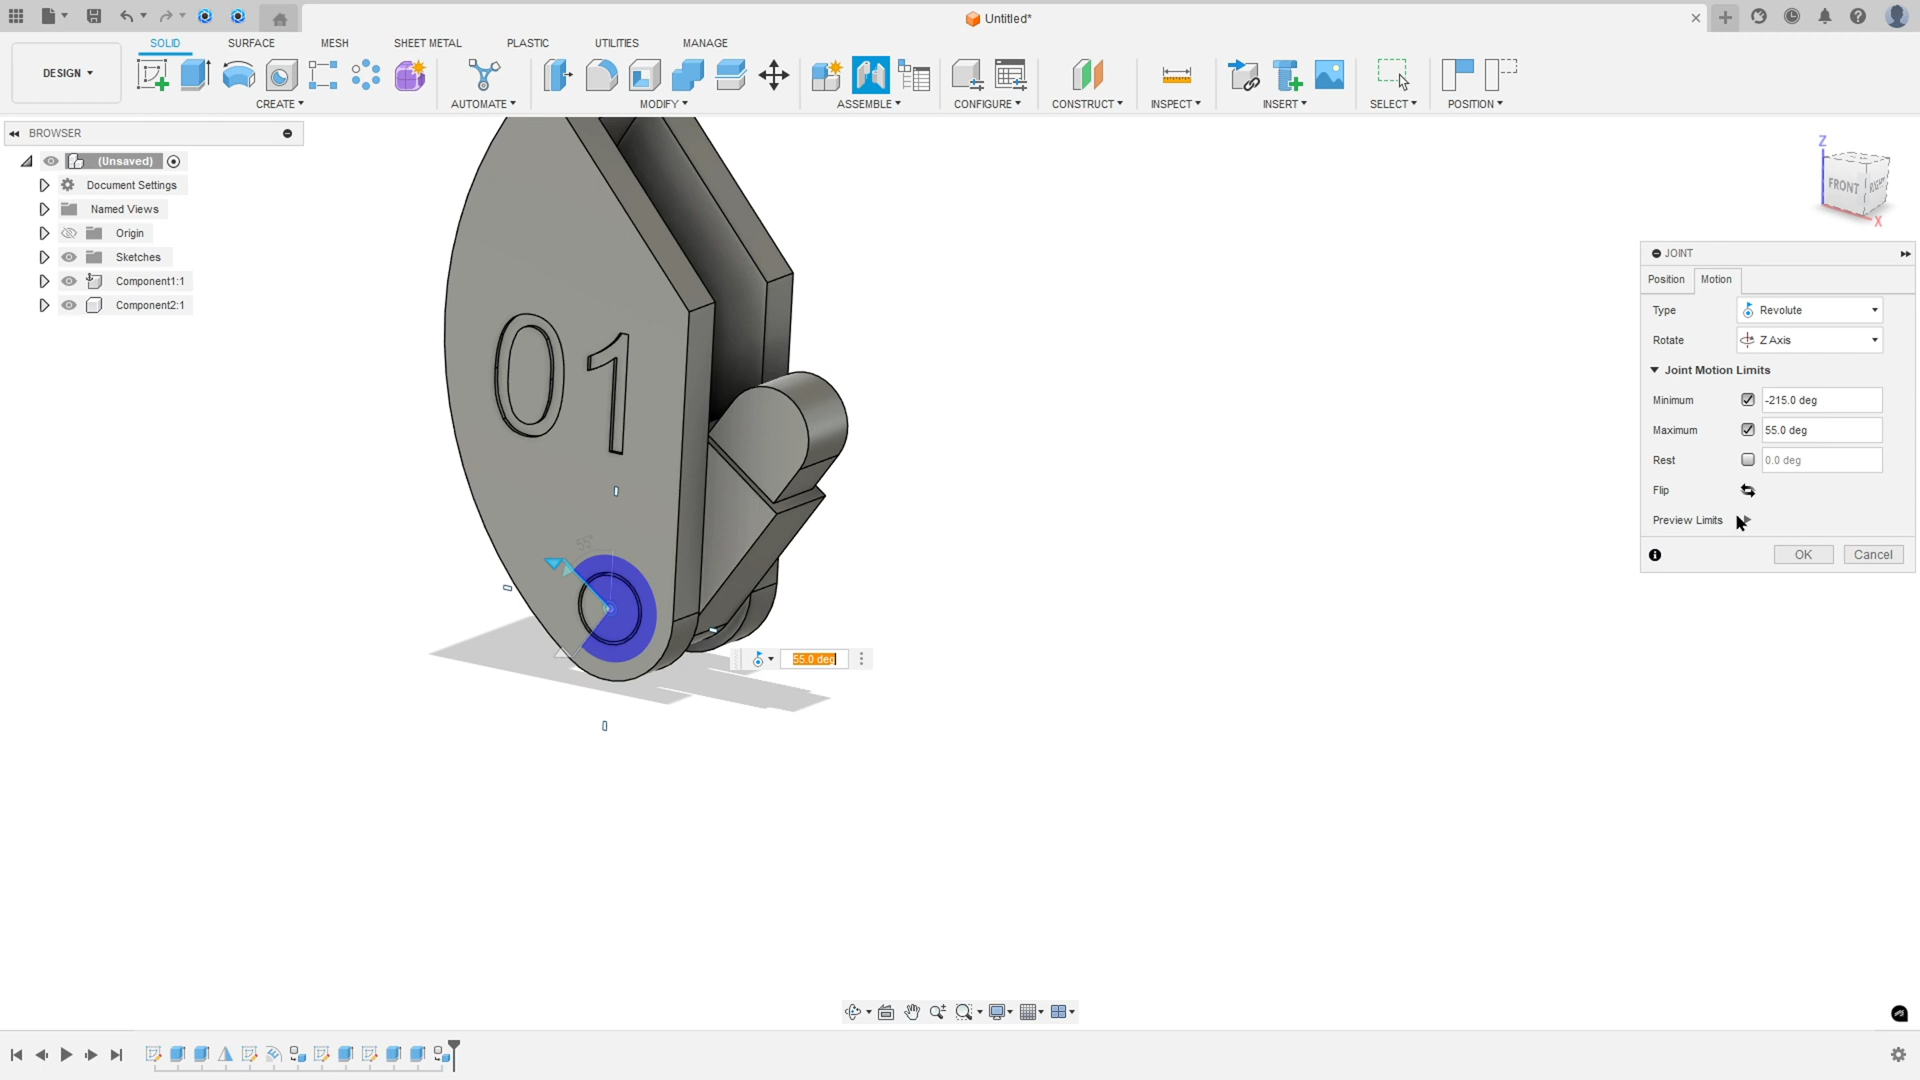 Untitled*
DESIGN
SOLID SURFACE MESH SHEET METAL PLASTIC UTILITIES MANAGE
CREATE AUTOMATE MODIFY ASSEMBLE CONFIGURE CONSTRUCT INSPECT INSERT SELECT POSITION
BROWSER
(Unsaved)
Document Settings
Named Views
Origin
Sketches
Component1:1
Component2:1
Z
FRONT RIGHT
X
01
55°
55.0 deg
JOINT
Position Motion
Type Revolute
Rotate Z Axis
Joint Motion Limits
Minimum -215.0 deg
Maximum 55.0 deg
Rest 0.0 deg
Flip
Preview Limits
OK Cancel